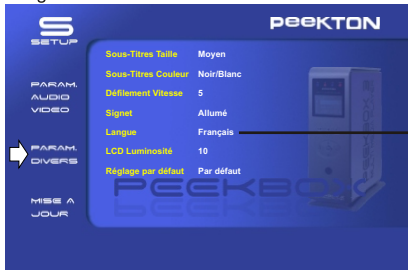 S
SETUP
PEEKTON
Sous-Titres Taille Moyen
Sous-Titres Couleur Noir/Blanc
Défilement Vitesse 5
Signet Allumé
Langue Français
LCD Luminosité 10
Réglage par défaut Par défaut
PARAM.
AUDIO
VIDEO
PARAM.
DIVERS
MISE A
JOUR
PEEKBOX